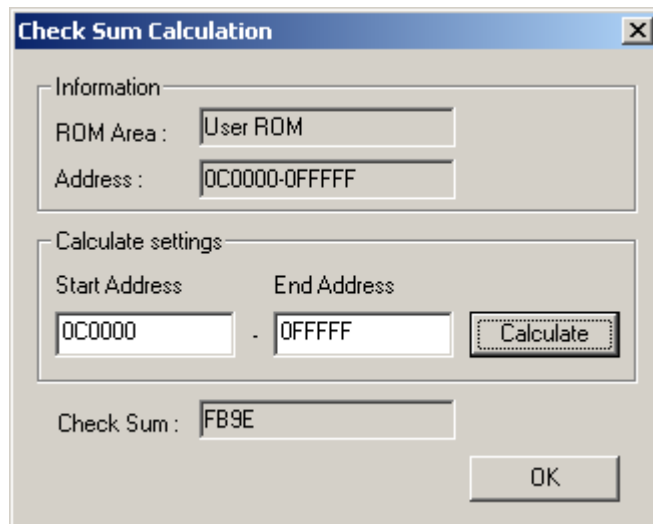 Check Sum Calculation
Information
ROM Area : User ROM
Address : 0C0000-0FFFFF
Calculate settings
Start Address End Address
0C0000 - 0FFFFF Calculate
Check Sum : FB9E
OK